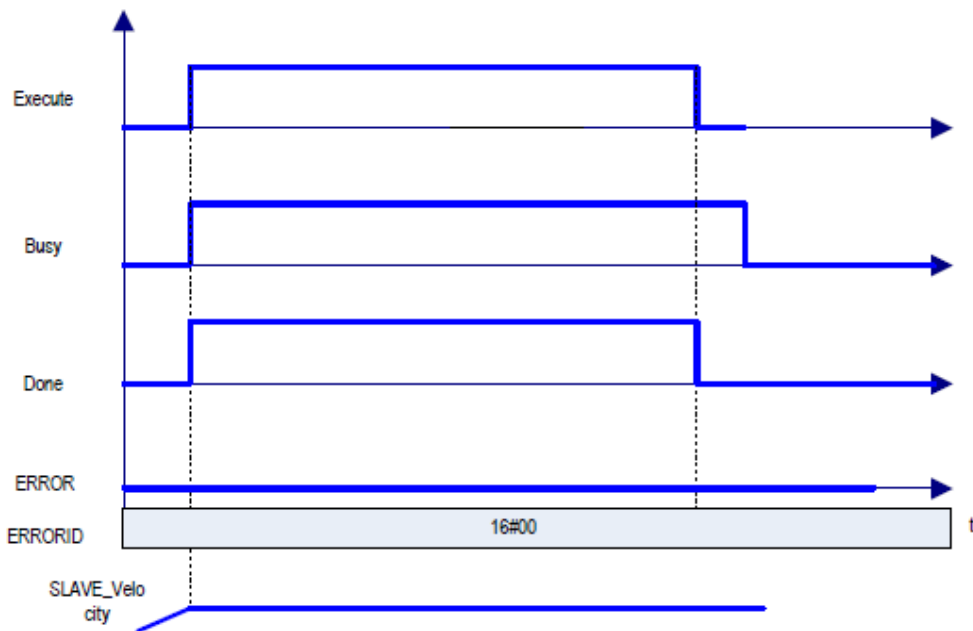 Execute
Busy
Done
ERROR
16#00
t
ERRORID
SLAVE_Velo
city